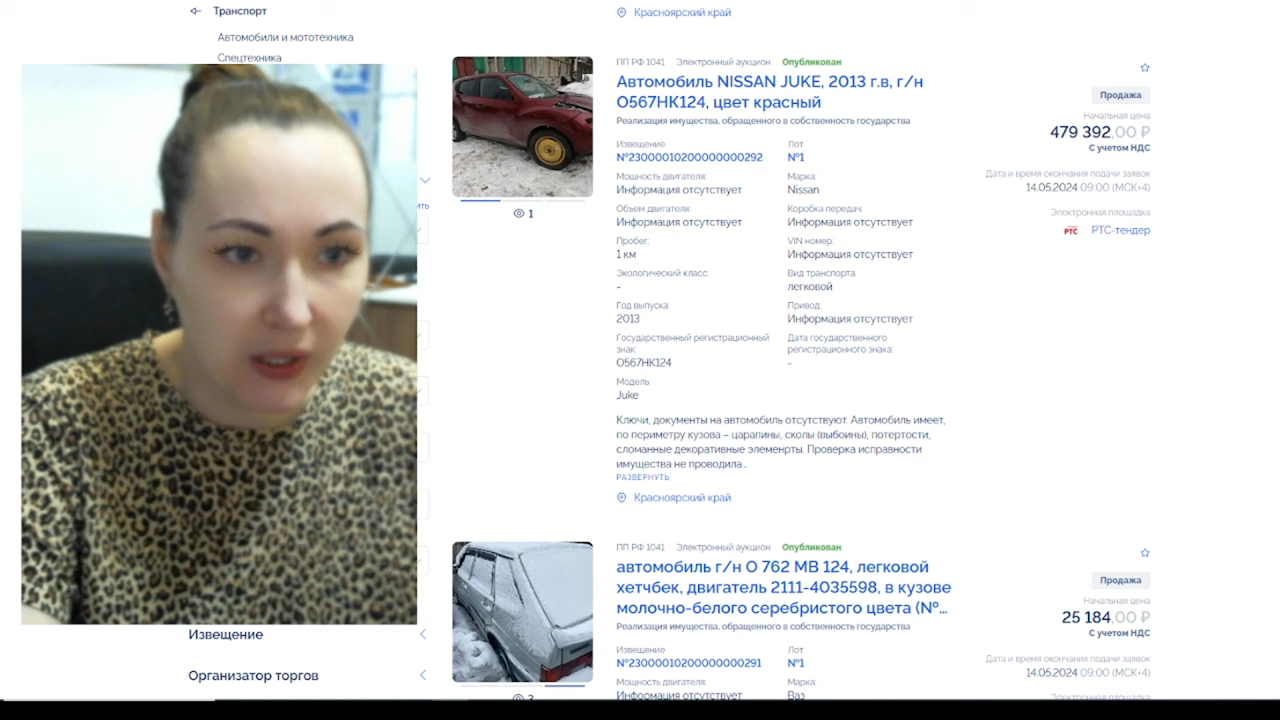 Транспорт
Автомобили и мототехника
Спецтехника
ить
Извещение
Организатор торгов
Красноярский край
ПП РФ 1041 Электронный аукцион Опубликован
Автомобиль NISSAN JUKE, 2013 г.в, г/н
О567НК124, цвет красный
Реализация имущества, обращенного в собственность государства
Извещение Лот
№23000010200000000292 №1
Мощность двигателя: Марка:
Информация отсутствует Nissan
Объем двигателя: Коробка передач
Информация отсутствует Информация отсутствует
Пробег: VIN номер:
1 км Информация отсутствует
Экологический класс: Вид транспорта:
- легковой
Год выпуска: Привод:
2013 Информация отсутствует
Государственный регистрационный Дата государственного
знак: регистрационного знака:
О567НК124 -
Модель:
Juke
Ключи, документы на автомобиль отсутствуют. Автомобиль имеет,
по периметру кузова – царапины, сколы (выбоины), потертости,
сломанные декоративные элеменрты. Проверка исправности
имущества не проводила...
РАЗВЕРНУТЬ
Красноярский край
1
Продажа
Начальная цена
479 392,00 ₽
С учетом НДС
Дата и время окончания подачи заявок
14.05.2024 09:00 (МСК+4)
Электронная площадка
РТС РТС-тендер
ПП РФ 1041 Электронный аукцион Опубликован
автомобиль г/н О 762 МВ 124, легковой
хетчбек, двигатель 2111-4035598, в кузове
молочно-белого серебристого цвета (№...
Реализация имущества, обращенного в собственность государства
Извещение Лот
№23000010200000000291 №1
Мощность двигателя: Марка:
Информация отсутствует Ваз
Продажа
Начальная цена
25 184,00 ₽
С учетом НДС
Дата и время окончания подачи заявок
14.05.2024 09:00 (МСК+4)
Электронная площадка